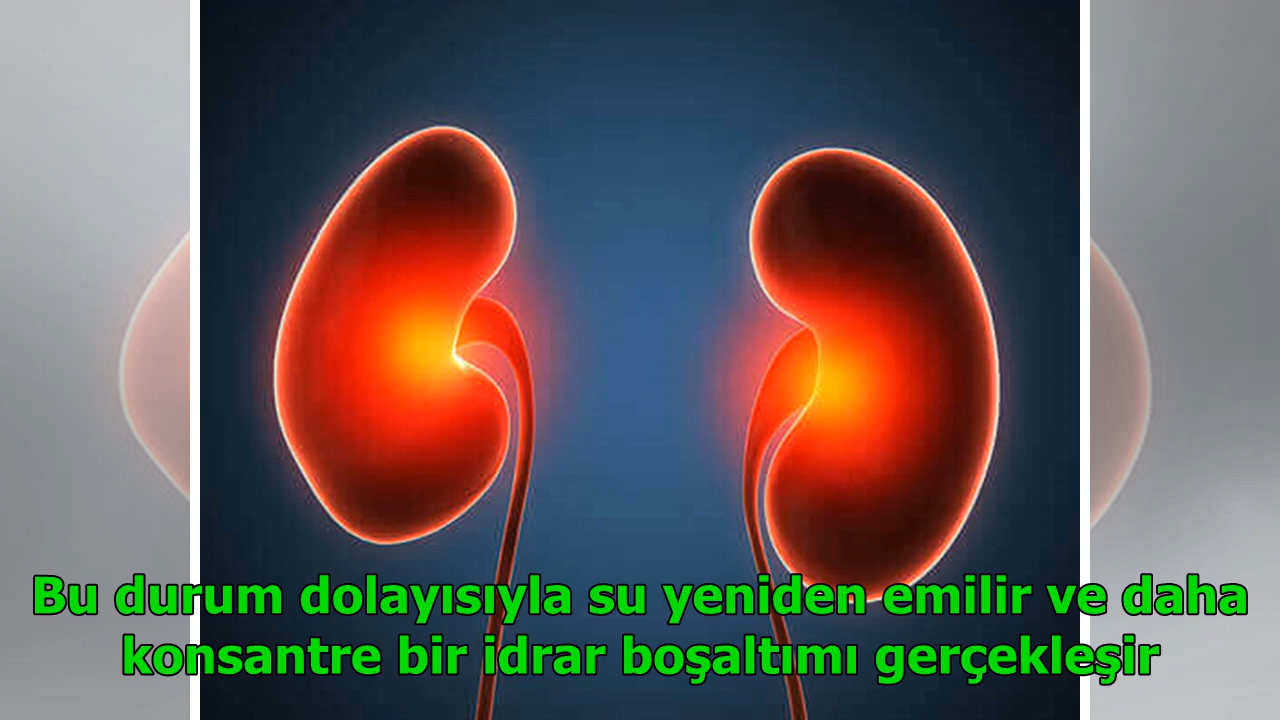 Bu durum dolayısıyla su yeniden emilir ve daha
konsantre bir idrar boşaltımı gerçekleşir